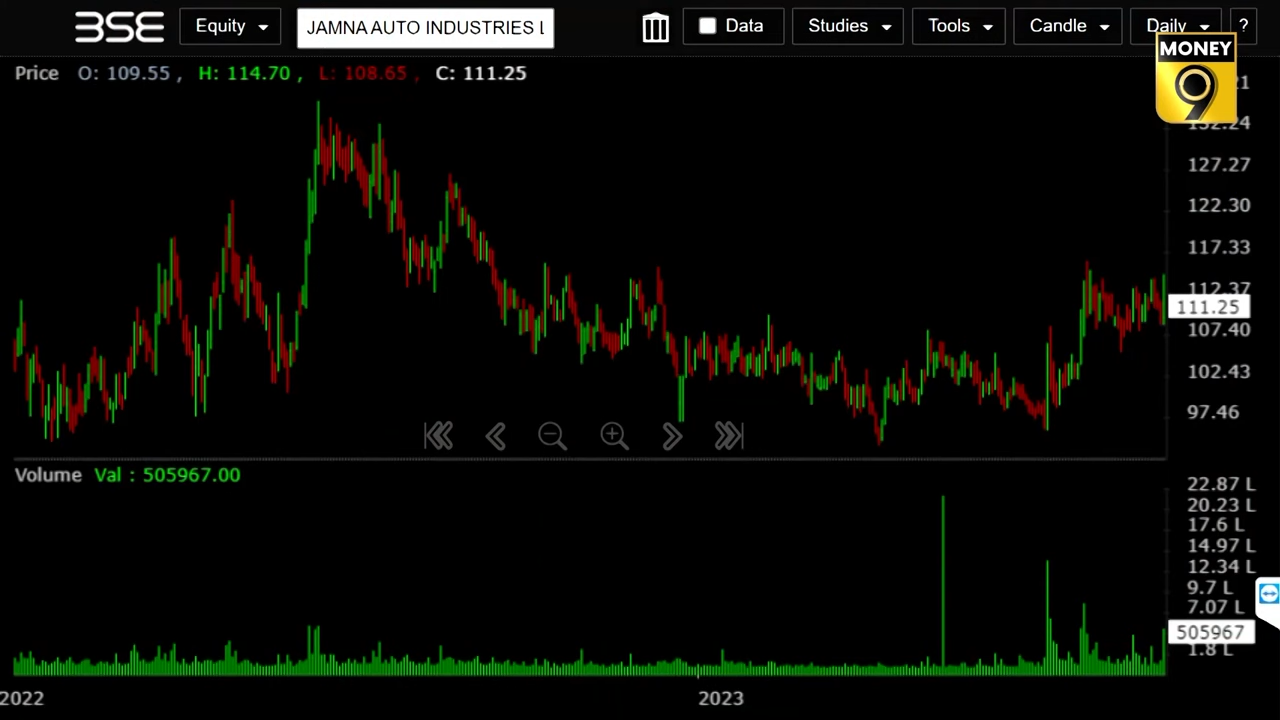 BSE Equity JAMNA AUTO INDUSTRIES L Data Studies Tools Candle Daily ?
MONEY
9
Price O: 109.55 , H: 114.70 , L: 108.65 , C: 111.25
132.24
127.27
122.30
117.33
112.37
111.25
107.40
102.43
97.46
Volume Val : 505967.00
22.87 L
20.23 L
17.6 L
14.97 L
12.34 L
9.7 L
7.07 L
505967
1.8 L
2022 2023